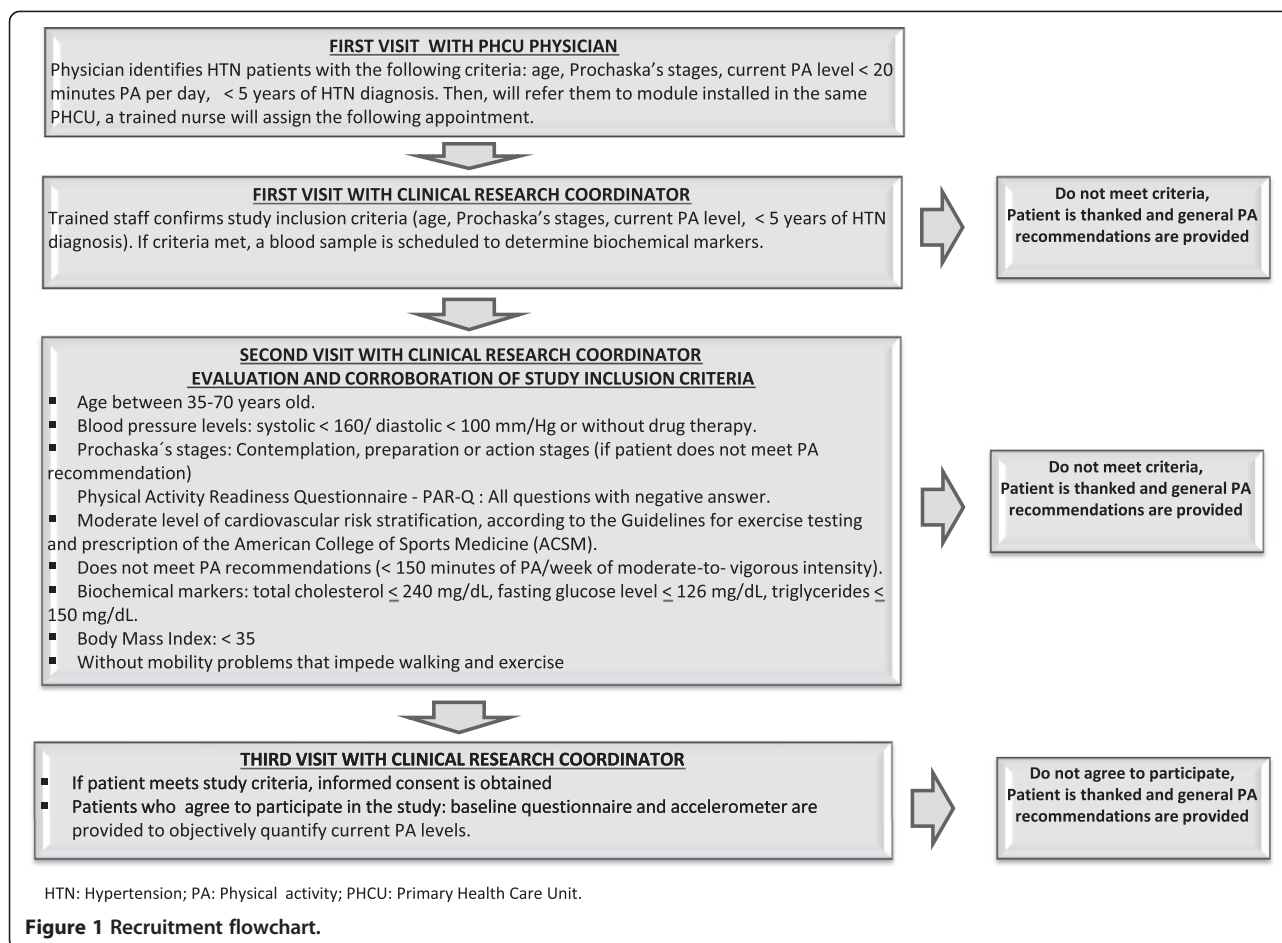 FIRST VISIT WITH PHCU PHYSICIAN
Physician identifies HTN patients with the following criteria: age, Prochaska's stages, current PA level < 20
minutes PA per day, < 5 years of HTN diagnosis. Then, will refer them to module installed in the same
PHCU, a trained nurse will assign the following appointment.
FIRST VISIT WITH CLINICAL RESEARCH COORDINATOR
Trained staff confirms study inclusion criteria (age, Prochaska's stages, current PA level, < 5 years of HTN
diagnosis). If criteria met, a blood sample is scheduled to determine biochemical markers.
Do not meet criteria,
Patient is thanked and general PA
recommendations are provided
SECOND VISIT WITH CLINICAL RESEARCH COORDINATOR
EVALUATION AND CORROBORATION OF STUDY INCLUSION CRITERIA
▪ Age between 35-70 years old.
▪ Blood pressure levels: systolic < 160/ diastolic < 100 mm/Hg or without drug therapy.
▪ Prochaska´s stages: Contemplation, preparation or action stages (if patient does not meet PA
recommendation)
Physical Activity Readiness Questionnaire - PAR-Q : All questions with negative answer.
▪ Moderate level of cardiovascular risk stratification, according to the Guidelines for exercise testing
and prescription of the American College of Sports Medicine (ACSM).
▪ Does not meet PA recommendations (< 150 minutes of PA/week of moderate-to- vigorous intensity).
▪ Biochemical markers: total cholesterol ≤ 240 mg/dL, fasting glucose level ≤ 126 mg/dL, triglycerides ≤
150 mg/dL.
▪ Body Mass Index: < 35
▪ Without mobility problems that impede walking and exercise
Do not meet criteria,
Patient is thanked and general PA
recommendations are provided
THIRD VISIT WITH CLINICAL RESEARCH COORDINATOR
▪ If patient meets study criteria, informed consent is obtained
▪ Patients who agree to participate in the study: baseline questionnaire and accelerometer are
provided to objectively quantify current PA levels.
Do not agree to participate,
Patient is thanked and general PA
recommendations are provided
HTN: Hypertension; PA: Physical activity; PHCU: Primary Health Care Unit.
Figure 1 Recruitment flowchart.